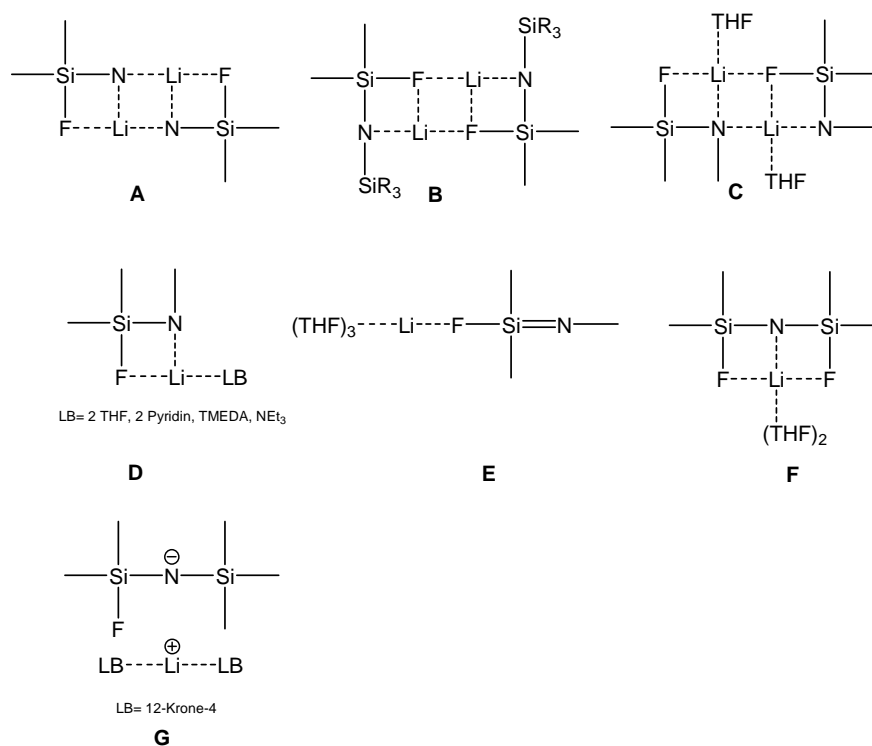 Si N Li F
F Li N Si
A
SiR3
Si F Li N
N Li F Si
SiR3
B
THF
F Li F Si
Si N Li N
THF
C
Si N
F Li LB
LB= 2 THF, 2 Pyridin, TMEDA, NEt3
D
(THF)3 Li F Si N
E
Si N Si
F Li F
(THF)2
F
⊖
Si N Si
F
⊕
LB Li LB
LB= 12-Krone-4
G